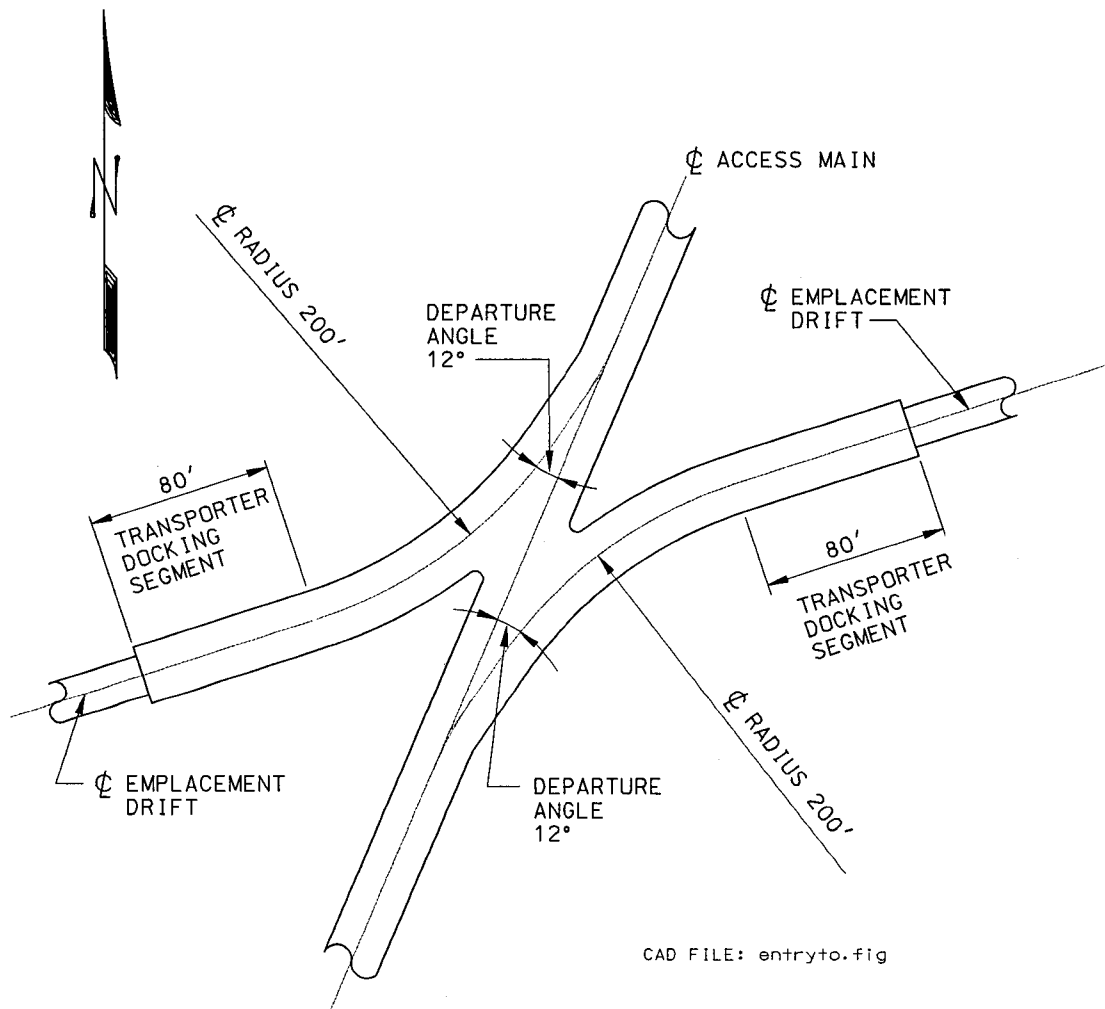 N
℄ ACCESS MAIN
℄ RADIUS 200'
℄ EMPLACEMENT
DRIFT
DEPARTURE
ANGLE
12°
80'
TRANSPORTER
DOCKING
SEGMENT
80'
TRANSPORTER
DOCKING
SEGMENT
℄ RADIUS 200'
℄ EMPLACEMENT
DRIFT
DEPARTURE
ANGLE
12°
CAD FILE: entryto.fig